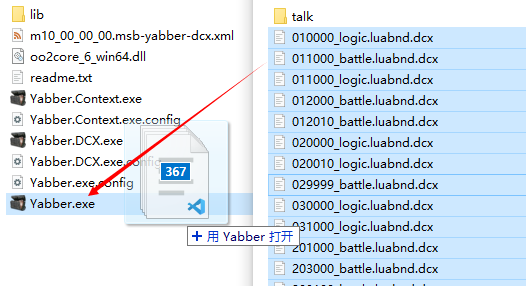 lib
m10_00_00_00.msb-yabber-dcx.xml
oo2core_6_win64.dll
readme.txt
Yabber.Context.exe
Yabber.Context.exe.config
Yabber.DCX.exe
Yabber.DCX.exe.config
Yabber.exe.config
Yabber.exe
367
用 Yabber 打开
talk
010000_logic.luabnd.dcx
011000_battle.luabnd.dcx
011000_logic.luabnd.dcx
012000_battle.luabnd.dcx
012010_battle.luabnd.dcx
020000_logic.luabnd.dcx
020010_logic.luabnd.dcx
029999_battle.luabnd.dcx
030000_logic.luabnd.dcx
031000_logic.luabnd.dcx
201000_battle.luabnd.dcx
203000_battle.luabnd.dcx